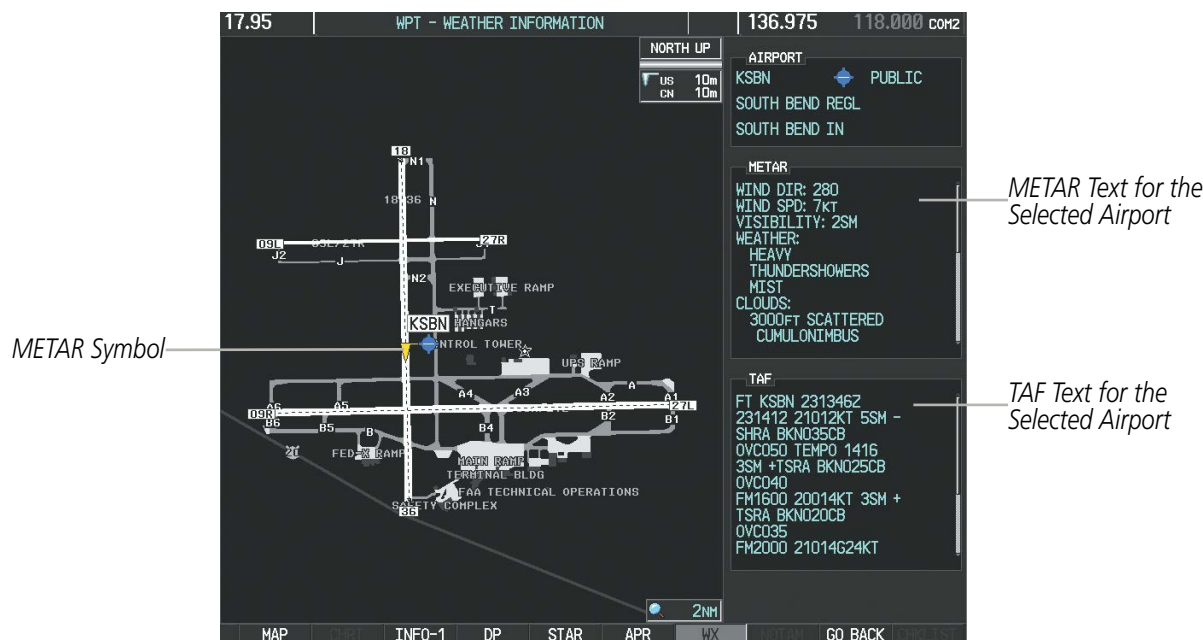 17.95 WPT – WEATHER INFORMATION 136.975 118.000 COM2
NORTH UP
US 10m
CN 10m
AIRPORT
KSBN PUBLIC
SOUTH BEND REGL
SOUTH BEND IN
METAR
WIND DIR: 280
WIND SPD: 7KT
VISIBILITY: 2SM
WEATHER:
HEAVY
THUNDERSHOWERS
MIST
CLOUDS:
3000FT SCATTERED
CUMULONIMBUS
TAF
FT KSBN 231346Z
231412 21012KT 5SM –
SHRA BKN035CB
OVC050 TEMPO 1416
3SM +TSRA BKN025CB
OVC040
FM1600 20014KT 3SM +
TSRA BKN020CB
OVC035
FM2000 21014G24KT
METAR Text for the
Selected Airport
TAF Text for the
Selected Airport
METAR Symbol
18
N1
18 36 N
09L 27R
J2 J
N2
EXECUTIVE RAMP
T
KSBN HANGARS
NTROL TOWER
UPS RAMP
A4 A3 A
A6 A5 A2 A1
09R 27L
B6 B5 B B4 B2 B1
20
FED-X RAMP MAIN RAMP
TERMINAL BLDG
FAA TECHNICAL OPERATIONS
SAFETY COMPLEX
36
2NM
MAP CHRT INFO-1 DP STAR APR WX NOTAM GO BACK CHKLIST